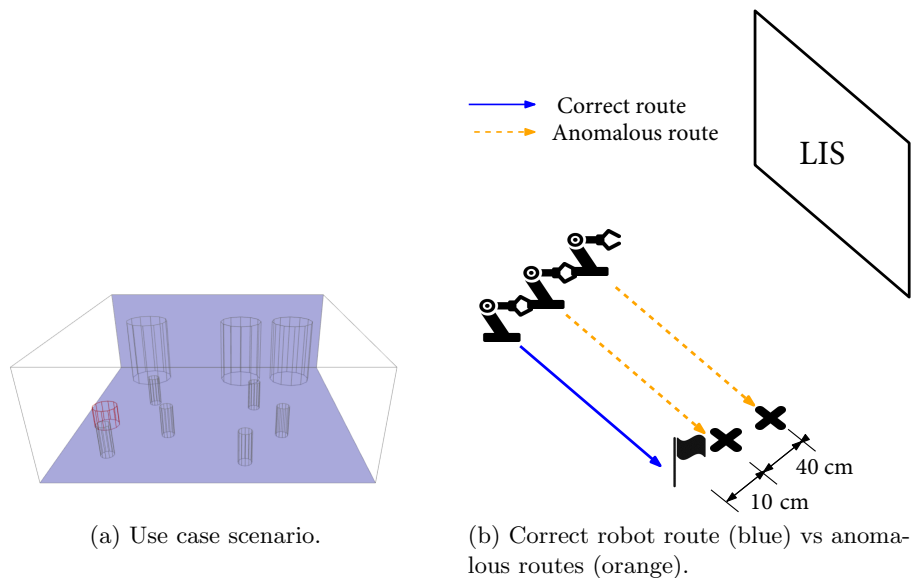 Correct route
Anomalous route
LIS
40 cm
10 cm
(a) Use case scenario.
(b) Correct robot route (blue) vs anoma-
lous routes (orange).